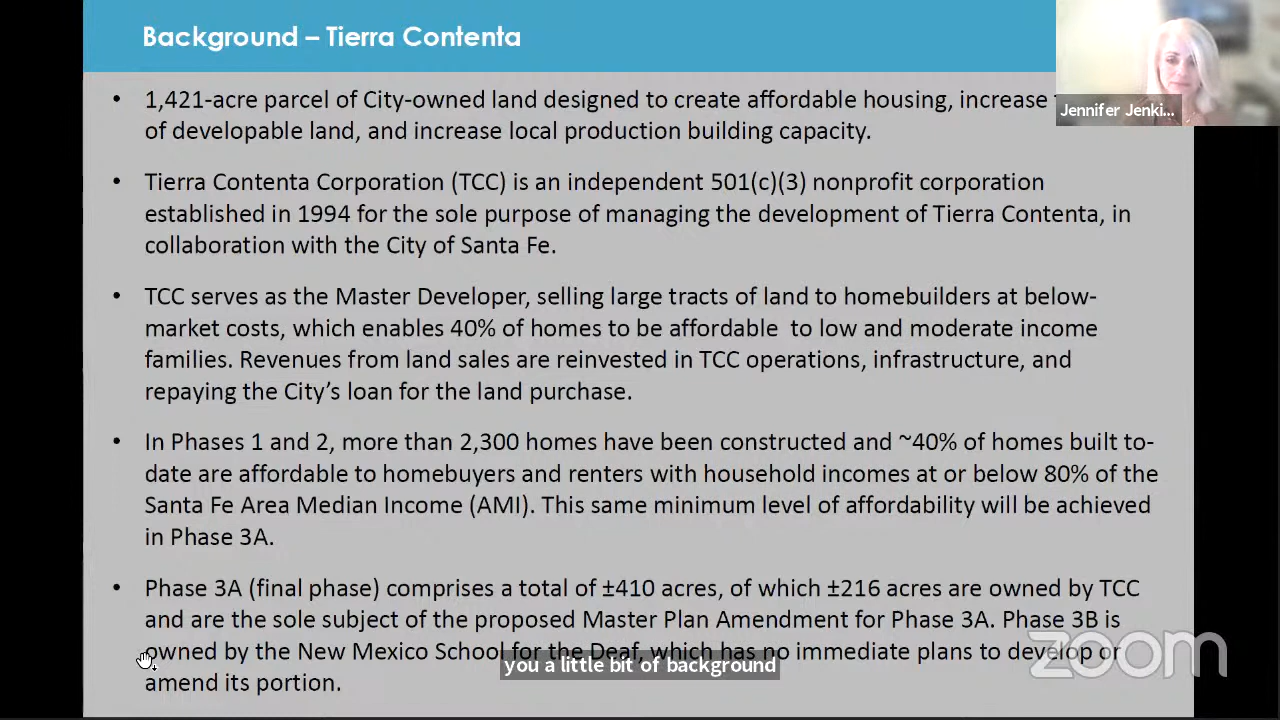 Background – Tierra Contenta
• 1,421-acre parcel of City-owned land designed to create affordable housing, increase
of developable land, and increase local production building capacity.
• Tierra Contenta Corporation (TCC) is an independent 501(c)(3) nonprofit corporation
established in 1994 for the sole purpose of managing the development of Tierra Contenta, in
collaboration with the City of Santa Fe.
• TCC serves as the Master Developer, selling large tracts of land to homebuilders at below-
market costs, which enables 40% of homes to be affordable to low and moderate income
families. Revenues from land sales are reinvested in TCC operations, infrastructure, and
repaying the City's loan for the land purchase.
• In Phases 1 and 2, more than 2,300 homes have been constructed and ~40% of homes built to-
date are affordable to homebuyers and renters with household incomes at or below 80% of the
Santa Fe Area Median Income (AMI). This same minimum level of affordability will be achieved
in Phase 3A.
• Phase 3A (final phase) comprises a total of ±410 acres, of which ±216 acres are owned by TCC
and are the sole subject of the proposed Master Plan Amendment for Phase 3A. Phase 3B is
owned by the New Mexico School for the Deaf, which has no immediate plans to develop or
amend its portion.
Jennifer Jenki...
you a little bit of background
zoom